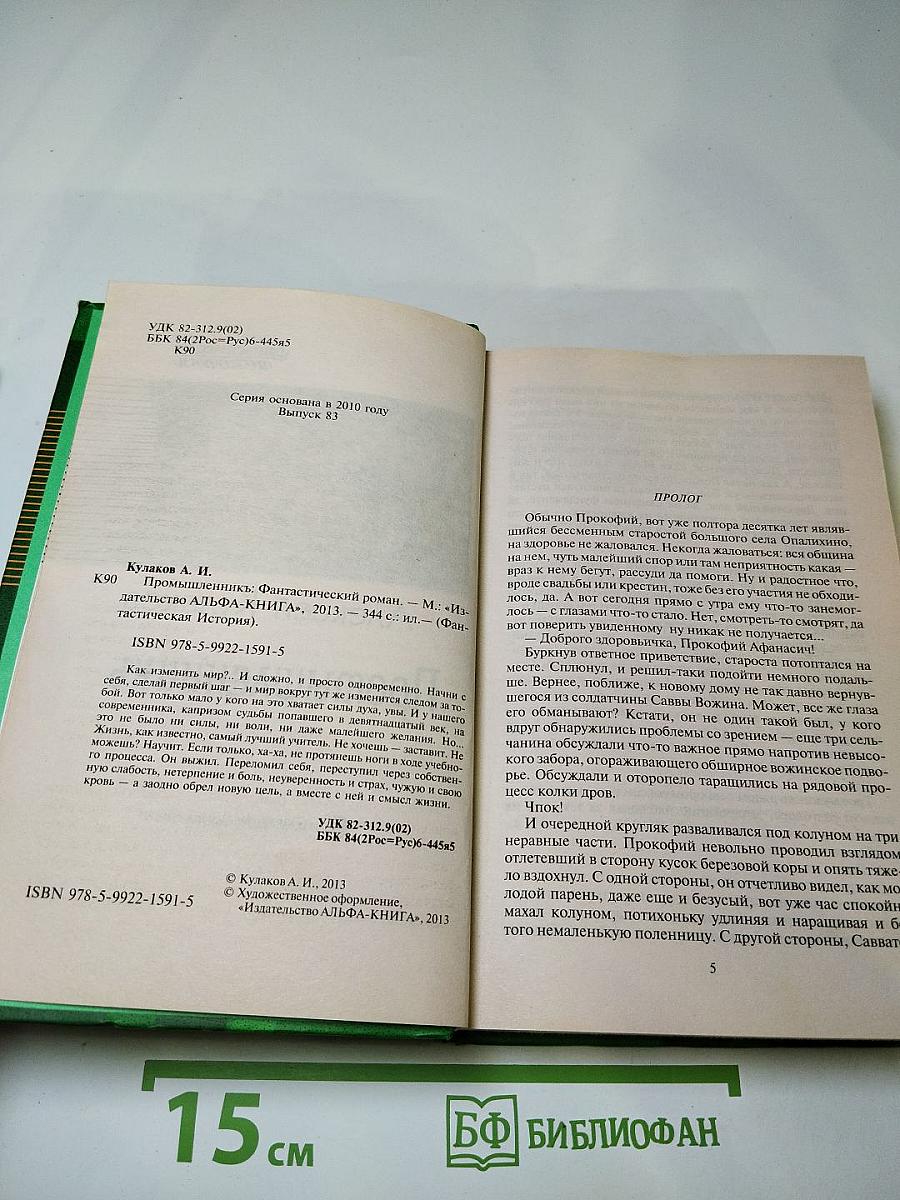 УДК 82-312.9(02)
ББК 84(2Рос=Рус)6-445я5
К90
Серия основана в 2010 году
Выпуск 83
Кулаков А. И.
К90 Промышленникъ: Фантастический роман. — М.: «Из-
дательство АЛЬФА-КНИГА», 2013. — 344 с.: ил.— (Фан-
тастическая История).
ISBN 978-5-9922-1591-5
Как изменить мир?.. И сложно, и просто одновременно. Начни с
себя, сделай первый шаг — и мир вокруг тут же изменится следом за то-
бой. Вот только мало у кого на это хватает силы духа, увы. И у нашего
современника, капризом судьбы попавшего в девятнадцатый век, на
это не было ни силы, ни воли, ни даже малейшего желания. Но...
Жизнь, как известно, самый лучший учитель. Не хочешь — заставит. Не
можешь? Научит. Если только, ха-ха, не протянешь ноги в ходе учебно-
го процесса. Он выжил. Переломил себя, переступил через собствен-
ную слабость, нетерпение и боль, неуверенность и страх, чужую и свою
кровь — а заодно обрел новую цель, а вместе с ней и смысл жизни.
УДК 82-312.9(02)
ББК 84(2Рос=Рус)6-445я5
© Кулаков А. И., 2013
© Художественное оформление,
«Издательство АЛЬФА-КНИГА», 2013
ISBN 978-5-9922-1591-5
ПРОЛОГ
Обычно Прокофий, вот уже полтора десятка лет являв-
шийся бессменным старостой большого села Опалихино,
на здоровье не жаловался. Некогда жаловаться: вся община
на нем, чуть малейший спор или там неприятность какая —
враз к нему бегут, рассуди да помоги. Ну и радостное что,
вроде свадьбы или крестин, тоже без его участия не обходи-
лось, да. А вот сегодня прямо с утра ему что-то занемог-
лось — с глазами что-то стало. Нет, смотреть-то смотрят, да
вот поверить увиденному ну никак не получается...
— Доброго здоровьичка, Прокофий Афанасич!
Буркнув ответное приветствие, староста потоптался на
месте. Сплюнул, и решил-таки подойти немного подаль-
ше. Вернее, поближе, к новому дому не так давно вернув-
шегося из солдатчины Саввы Вожина. Может, все же глаза
его обманывают? Кстати, он не один такой был, у кого
вдруг обнаружились проблемы со зрением — еще три сель-
чанина обсуждали что-то важное прямо напротив невысо-
кого забора, огораживающего обширное вожинское подво-
рье. Обсуждали и оторопело таращились на рядовой про-
цесс колки дров.
Чпок!
И очередной кругляк разваливался под колуном на три
неравные части. Прокофий невольно проводил взглядом
отлетевший в сторону кусок березовой коры и опять тяже-
ло вздохнул. С одной стороны, он отчетливо видел, как мо
лодой парень, даже еще и безусый, вот уже час спокойн
махал колуном, потихоньку удлиняя и наращивая и б
того немаленькую поленницу. С другой стороны, Савват
5
15 см
БФ БИБЛИОФАН